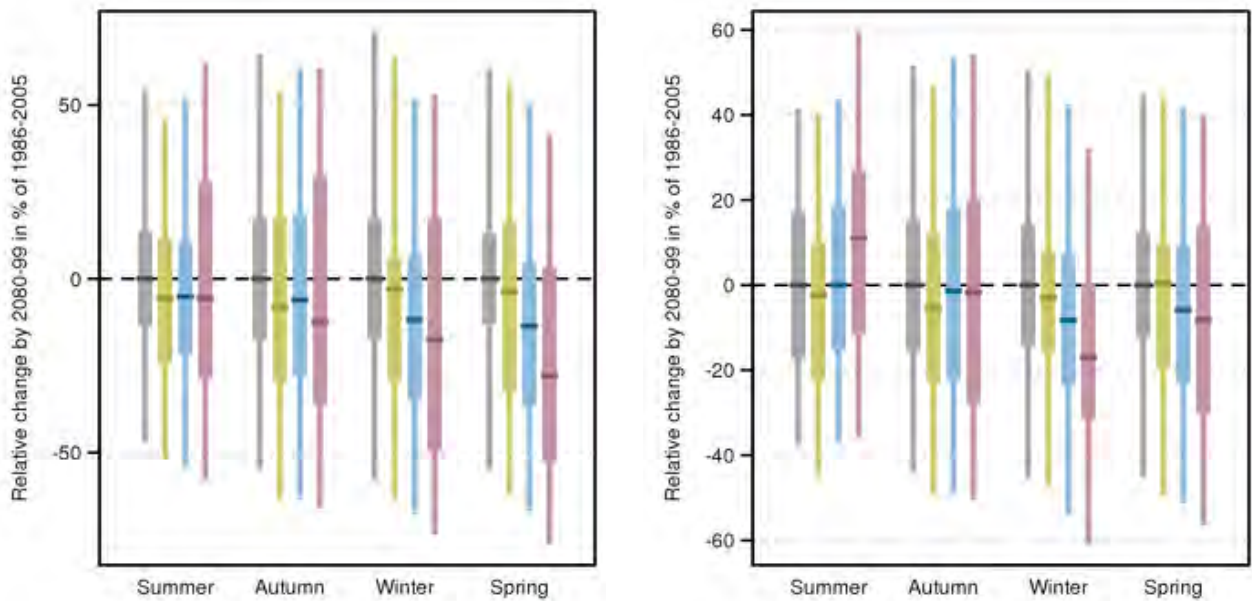 Relative change by 2080-99 in % of 1986-2005
50
0
-50
Summer Autumn Winter Spring
Relative change by 2080-99 in % of 1986-2005
60
40
20
0
-20
-40
-60
Summer Autumn Winter Spring